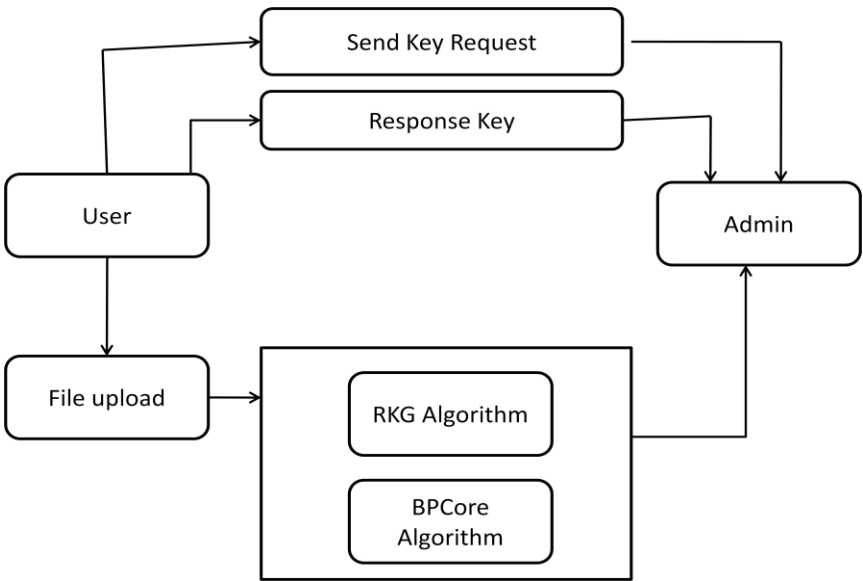 Send Key Request
Response Key
User
Admin
File upload
RKG Algorithm
BPCore
Algorithm